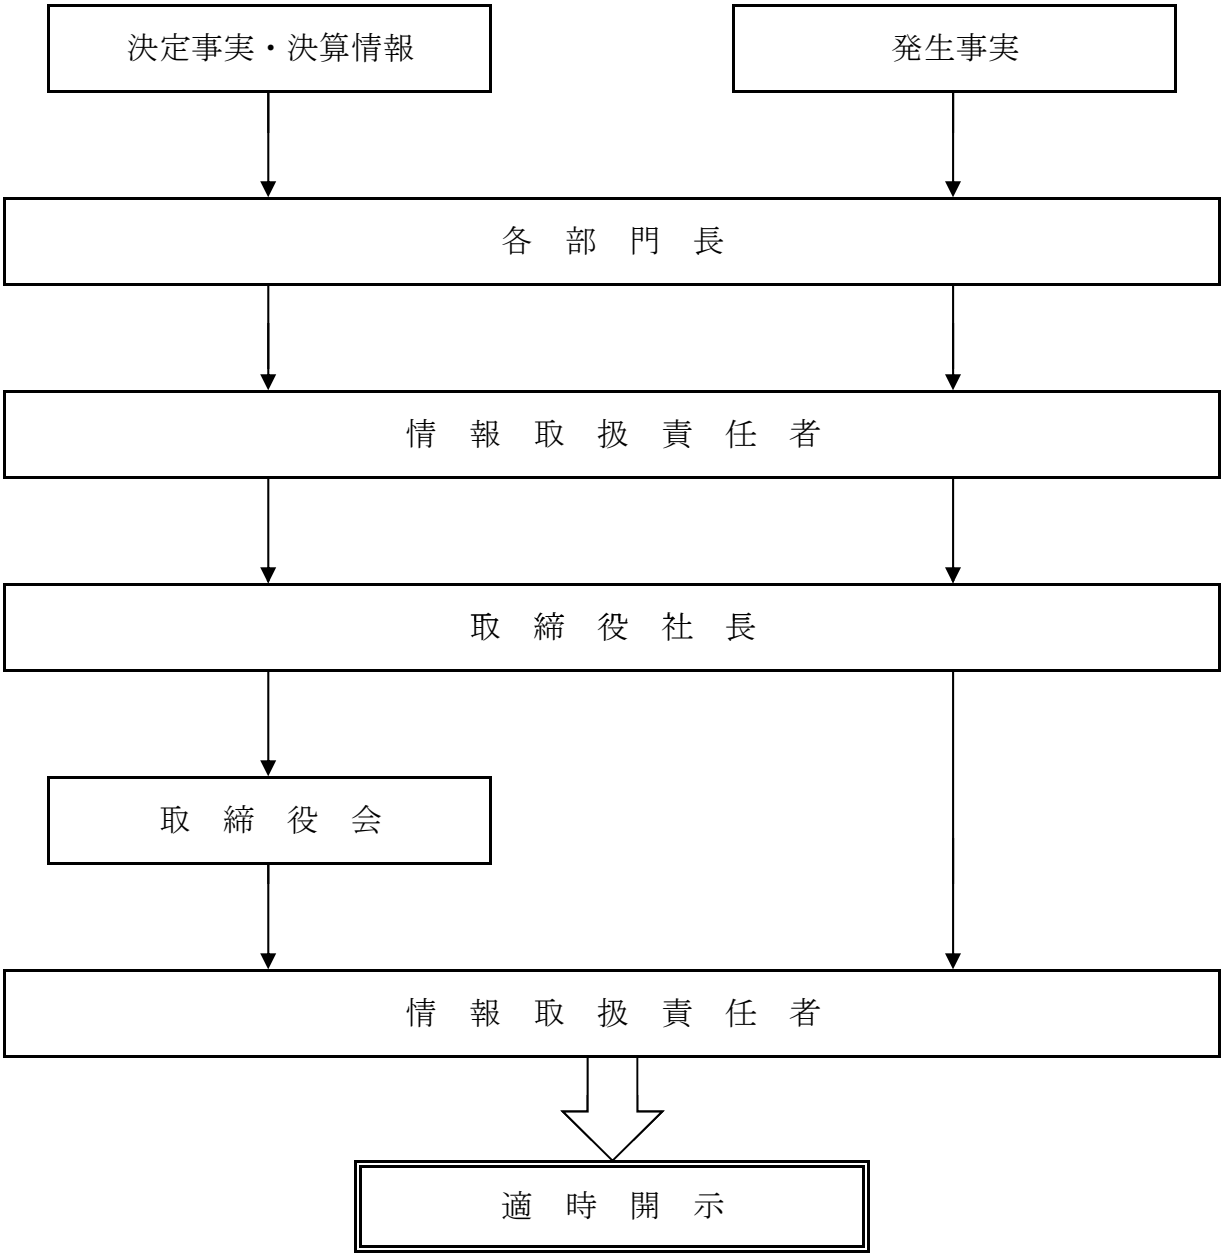 決定事実・決算情報
発生事実
各　部　門　長
情　報　取　扱　責　任　者
取　締　役　社　長
取　締　役　会
情　報　取　扱　責　任　者
適　時　開　示